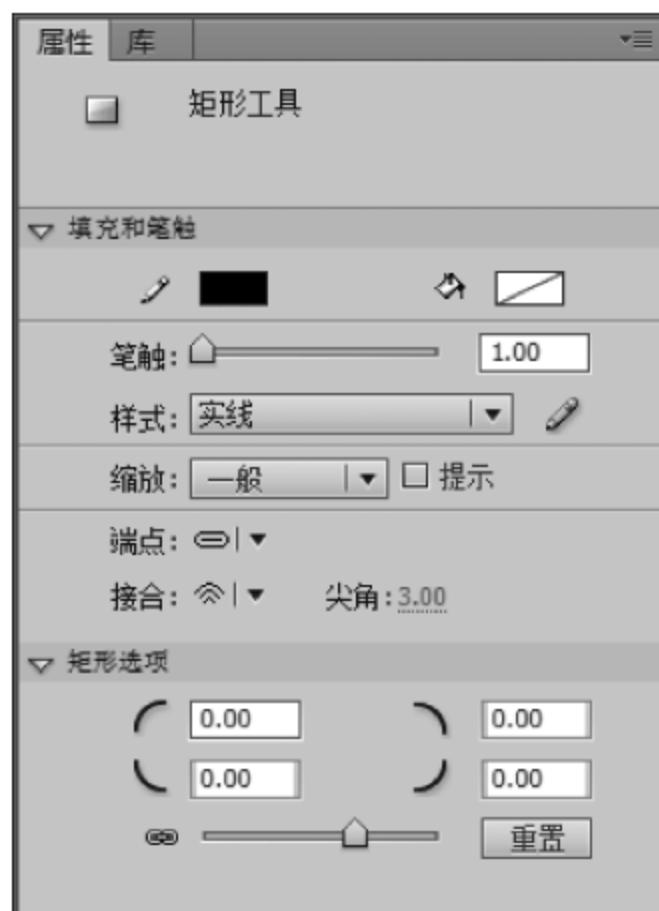 属性 库
矩形工具
填充和笔触
笔触: 1.00
样式: 实线
缩放: 一般 提示
端点:
接合: 尖角: 3.00
矩形选项
0.00 0.00
0.00 0.00
重置